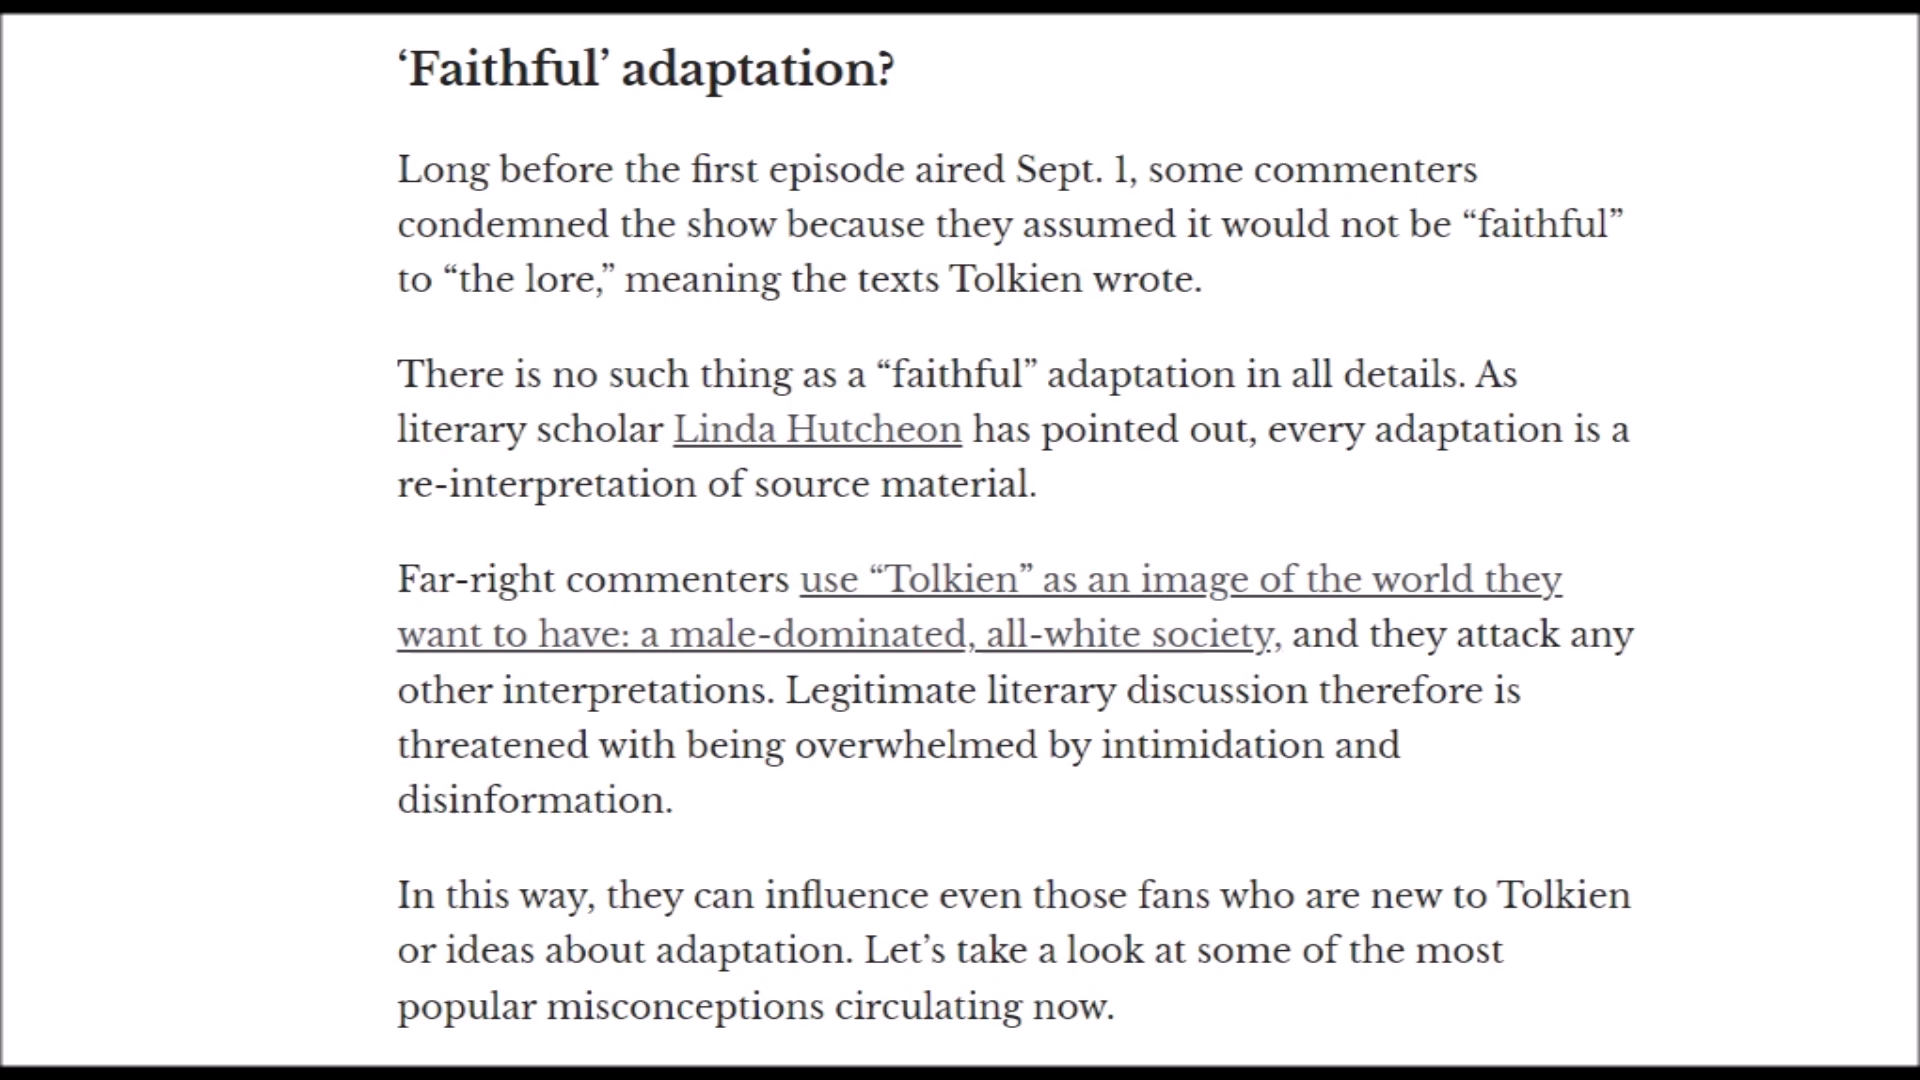 ‘Faithful’ adaptation?
Long before the first episode aired Sept. 1, some commenters
condemned the show because they assumed it would not be “faithful”
to “the lore,” meaning the texts Tolkien wrote.
There is no such thing as a “faithful” adaptation in all details. As
literary scholar Linda Hutcheon has pointed out, every adaptation is a
re-interpretation of source material.
Far-right commenters use “Tolkien” as an image of the world they
want to have: a male-dominated, all-white society, and they attack any
other interpretations. Legitimate literary discussion therefore is
threatened with being overwhelmed by intimidation and
disinformation.
In this way, they can influence even those fans who are new to Tolkien
or ideas about adaptation. Let’s take a look at some of the most
popular misconceptions circulating now.